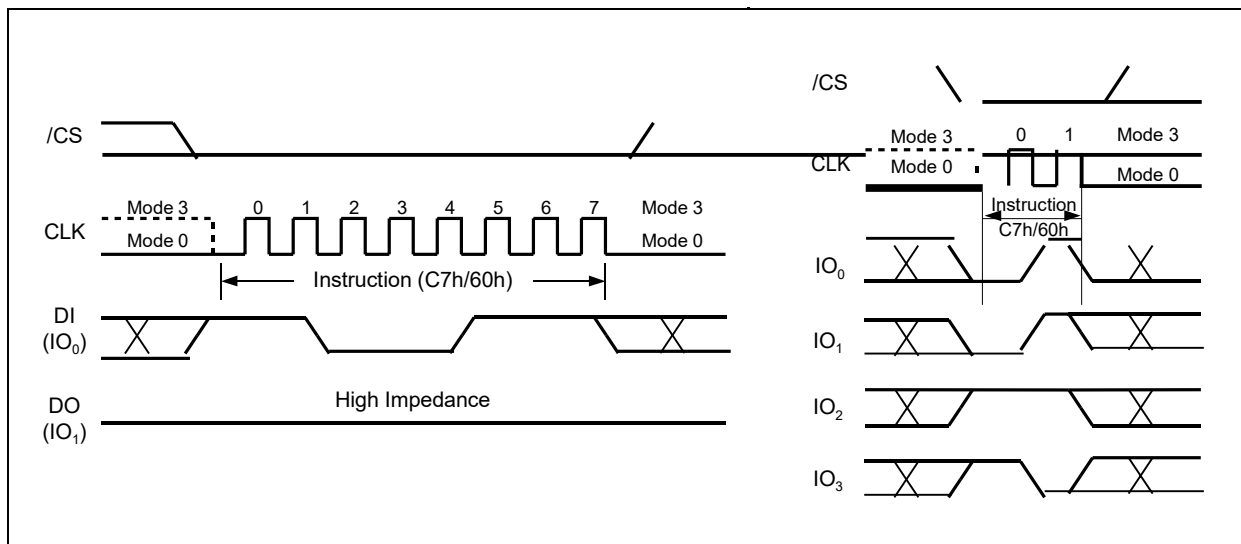 /CS
Mode 3
Mode 0
CLK
0 1 2 3 4 5 6 7
Mode 3
Mode 0
Instruction (C7h/60h)
DI
(IO₀)
High Impedance
DO
(IO₁)
/CS
Mode 3
Mode 0
CLK
0 1
Mode 3
Mode 0
Instruction
C7h/60h
IO₀
IO₁
IO₂
IO₃